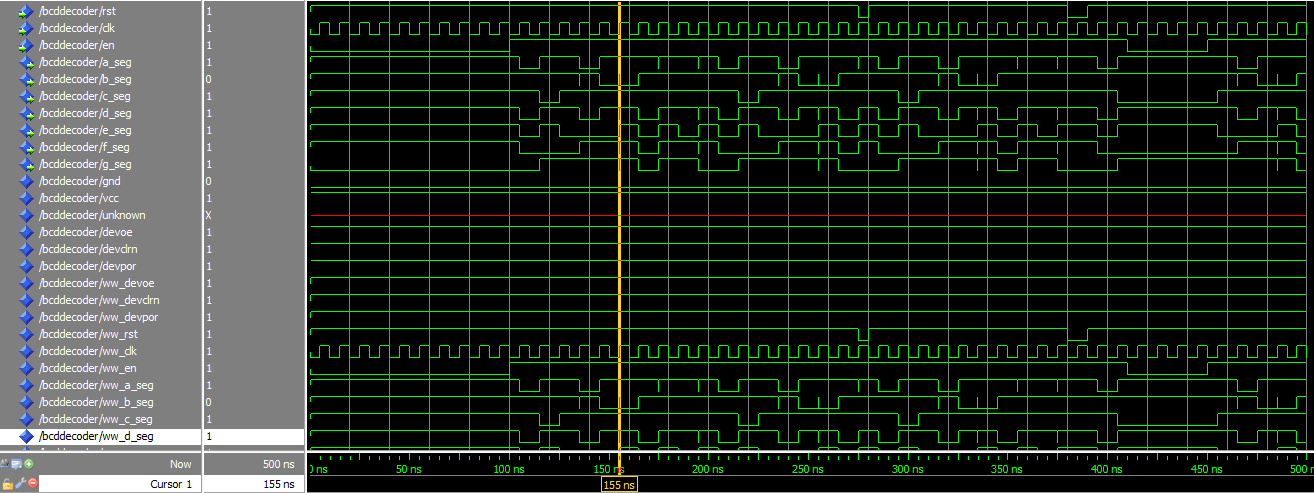 /bcddecoder/rst 1
/bcddecoder/clk 1
/bcddecoder/en 1
/bcddecoder/a_seg 1
/bcddecoder/b_seg 0
/bcddecoder/c_seg 1
/bcddecoder/d_seg 1
/bcddecoder/e_seg 1
/bcddecoder/f_seg 1
/bcddecoder/g_seg 1
/bcddecoder/gnd 0
/bcddecoder/vcc 1
/bcddecoder/unknown X
/bcddecoder/devoe 1
/bcddecoder/devclrn 1
/bcddecoder/devpor 1
/bcddecoder/ww_devoe 1
/bcddecoder/ww_devclrn 1
/bcddecoder/ww_devpor 1
/bcddecoder/ww_rst 1
/bcddecoder/ww_clk 1
/bcddecoder/ww_en 1
/bcddecoder/ww_a_seg 1
/bcddecoder/ww_b_seg 0
/bcddecoder/ww_c_seg 1
/bcddecoder/ww_d_seg 1
Now 500 ns ns 50 ns 100 ns 150 ns 200 ns 250 ns 300 ns 350 ns 400 ns 450 ns 500 n
Cursor 1 155 ns 155 ns